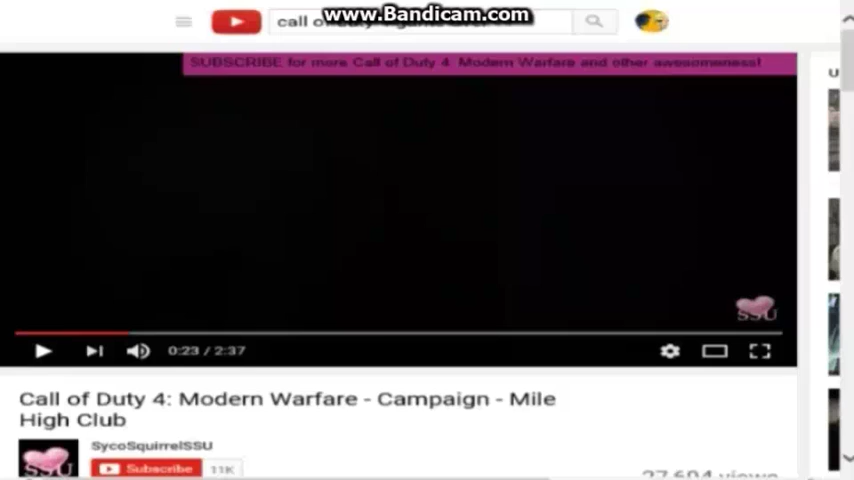 www.Bandicam.com
call of
SUBSCRIBE for more Call of Duty 4 Modern Warfare and other awesomeness!
SSU
0:23 / 2:37
Call of Duty 4: Modern Warfare - Campaign - Mile
High Club
SycoSquirrelSSU
SSU
Subscribe 11K
views